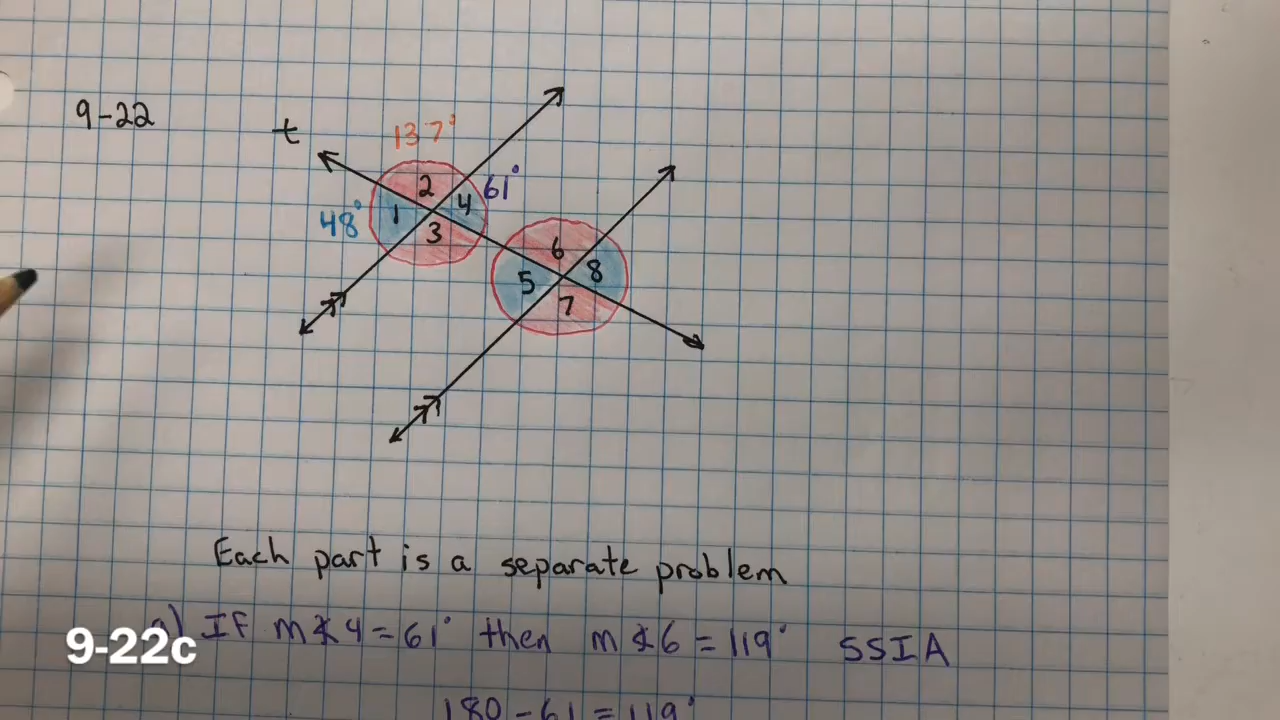 9-22
t
137°
2
4
61°
48°
1
3
6
8
5
7
Each part is a separate problem
a) IF m∡4 = 61° then m∡6 = 119° SSIA
9-22c
180 - 61 = 119°